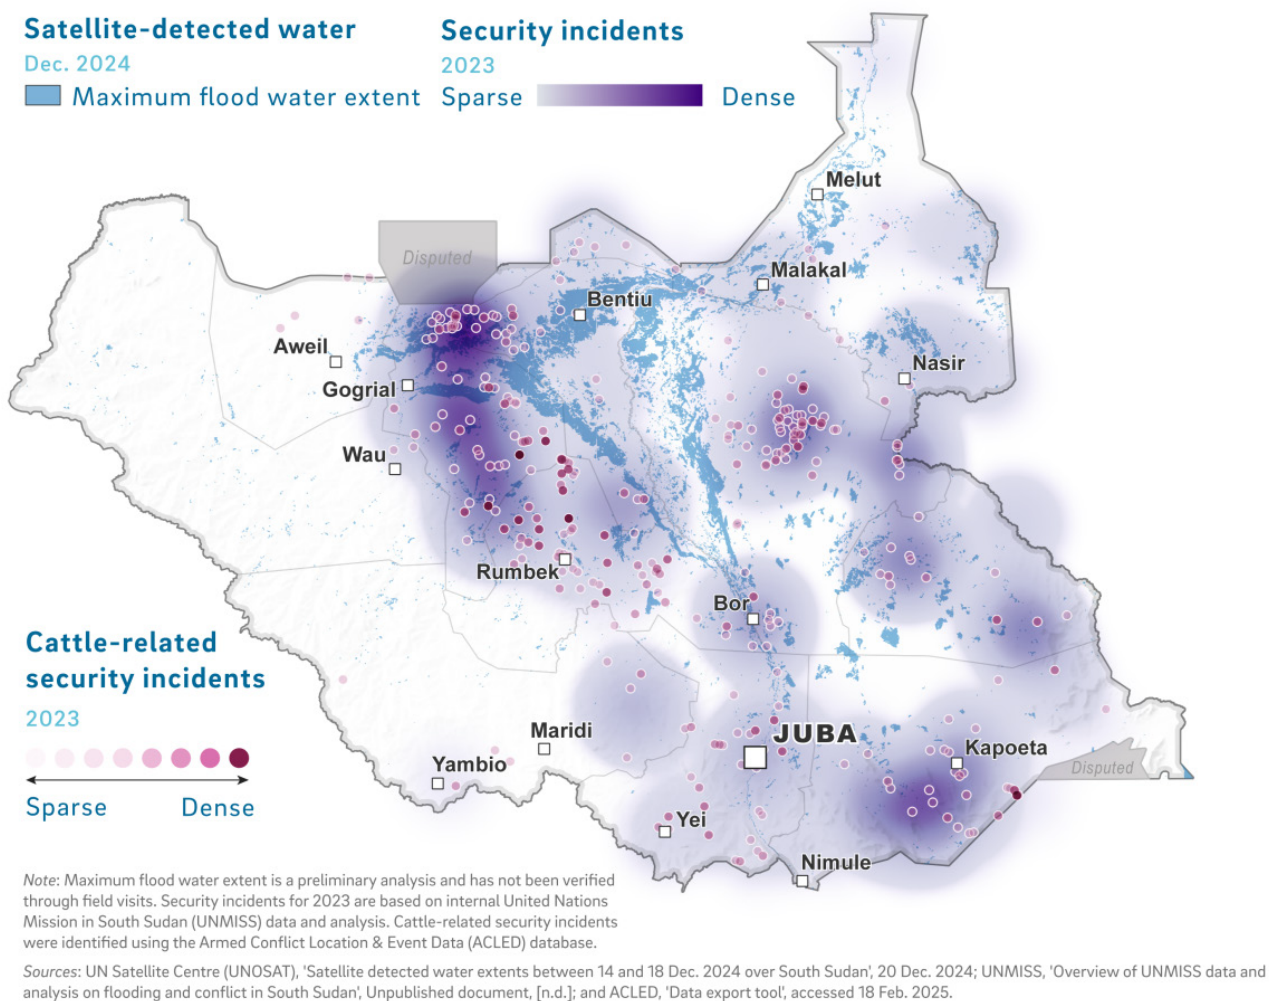 Satellite-detected water
Dec. 2024
Maximum flood water extent
Security incidents
2023
Sparse
Dense
Melut
Disputed
Malakal
Bentiu
Aweil
Nasir
Gogrial
Wau
Rumbek
Bor
Cattle-related
security incidents
2023
Sparse
Dense
JUBA
Maridi
Kapoeta
Yambio
Disputed
Yei
Nimule
Note: Maximum flood water extent is a preliminary analysis and has not been verified
through field visits. Security incidents for 2023 are based on internal United Nations
Mission in South Sudan (UNMISS) data and analysis. Cattle-related security incidents
were identified using the Armed Conflict Location & Event Data (ACLED) database.
Sources: UN Satellite Centre (UNOSAT), 'Satellite detected water extents between 14 and 18 Dec. 2024 over South Sudan', 20 Dec. 2024; UNMISS, 'Overview of UNMISS data and
analysis on flooding and conflict in South Sudan', Unpublished document, [n.d.]; and ACLED, 'Data export tool', accessed 18 Feb. 2025.